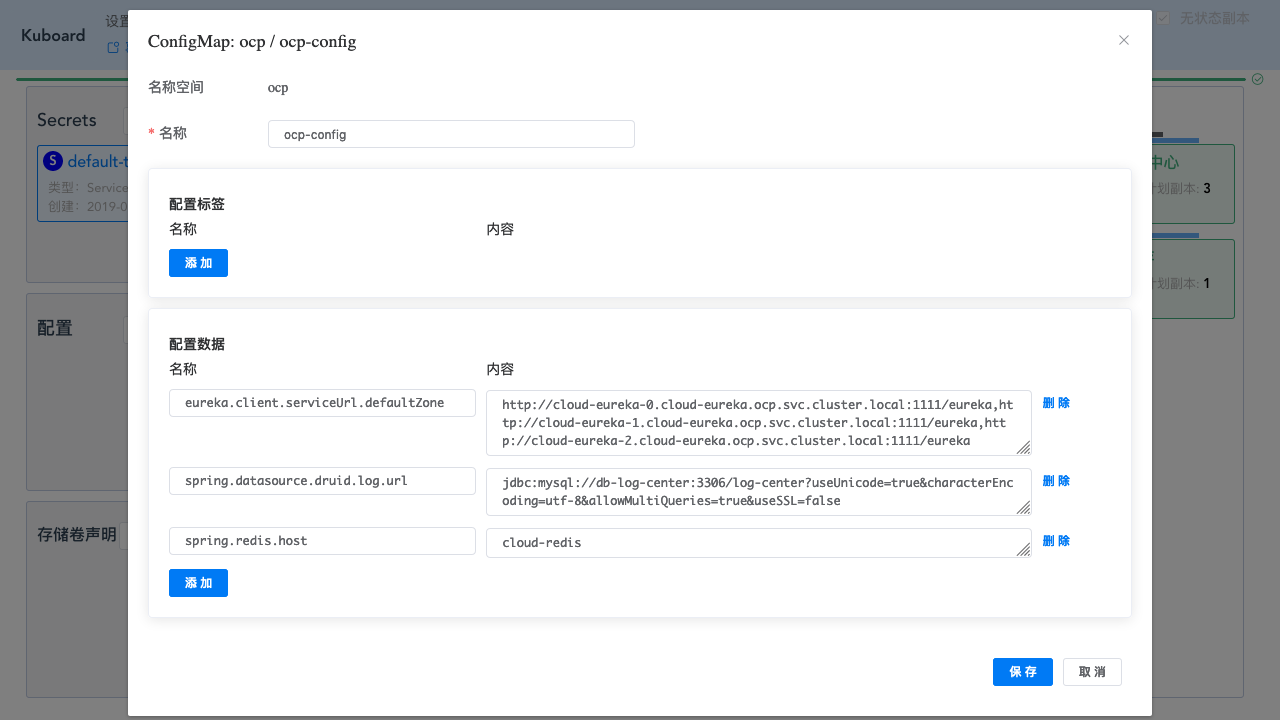 Kuboard
设置
无状态副本
ConfigMap: ocp / ocp-config
名称空间 ocp
* 名称 ocp-config
Secrets
S default-t
类型: Service
创建: 2019-0
中心
计划副本: 3
计划副本: 1
配置
存储卷声明
配置标签
名称 内容
添 加
配置数据
名称 内容
eureka.client.serviceUrl.defaultZone
http://cloud-eureka-0.cloud-eureka.ocp.svc.cluster.local:1111/eureka,ht
tp://cloud-eureka-1.cloud-eureka.ocp.svc.cluster.local:1111/eureka,htt
p://cloud-eureka-2.cloud-eureka.ocp.svc.cluster.local:1111/eureka
删 除
spring.datasource.druid.log.url
jdbc:mysql://db-log-center:3306/log-center?useUnicode=true&characterEnc
oding=utf-8&allowMultiQueries=true&useSSL=false
删 除
spring.redis.host
cloud-redis
删 除
添 加
保 存 取 消